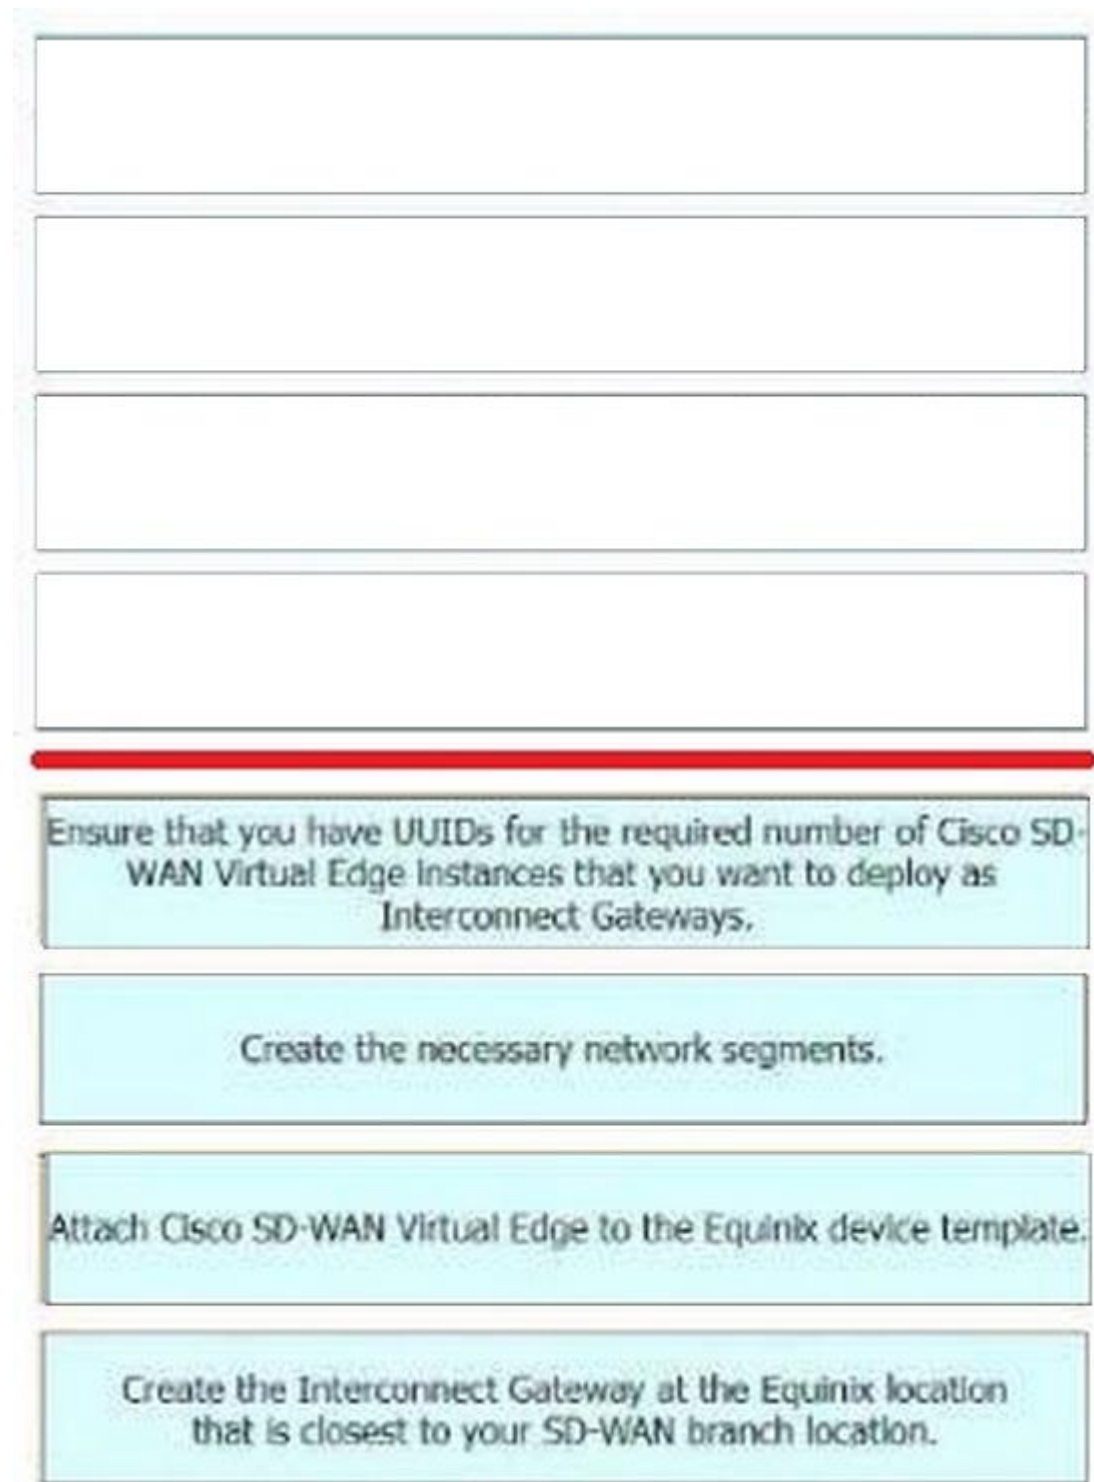 Ensure that you have UUIDs for the required number of Cisco SD-
WAN Virtual Edge instances that you want to deploy as
Interconnect Gateways.
Create the necessary network segments.
Attach Cisco SD-WAN Virtual Edge to the Equinix device template.
Create the Interconnect Gateway at the Equinix location
that is closest to your SD-WAN branch location.